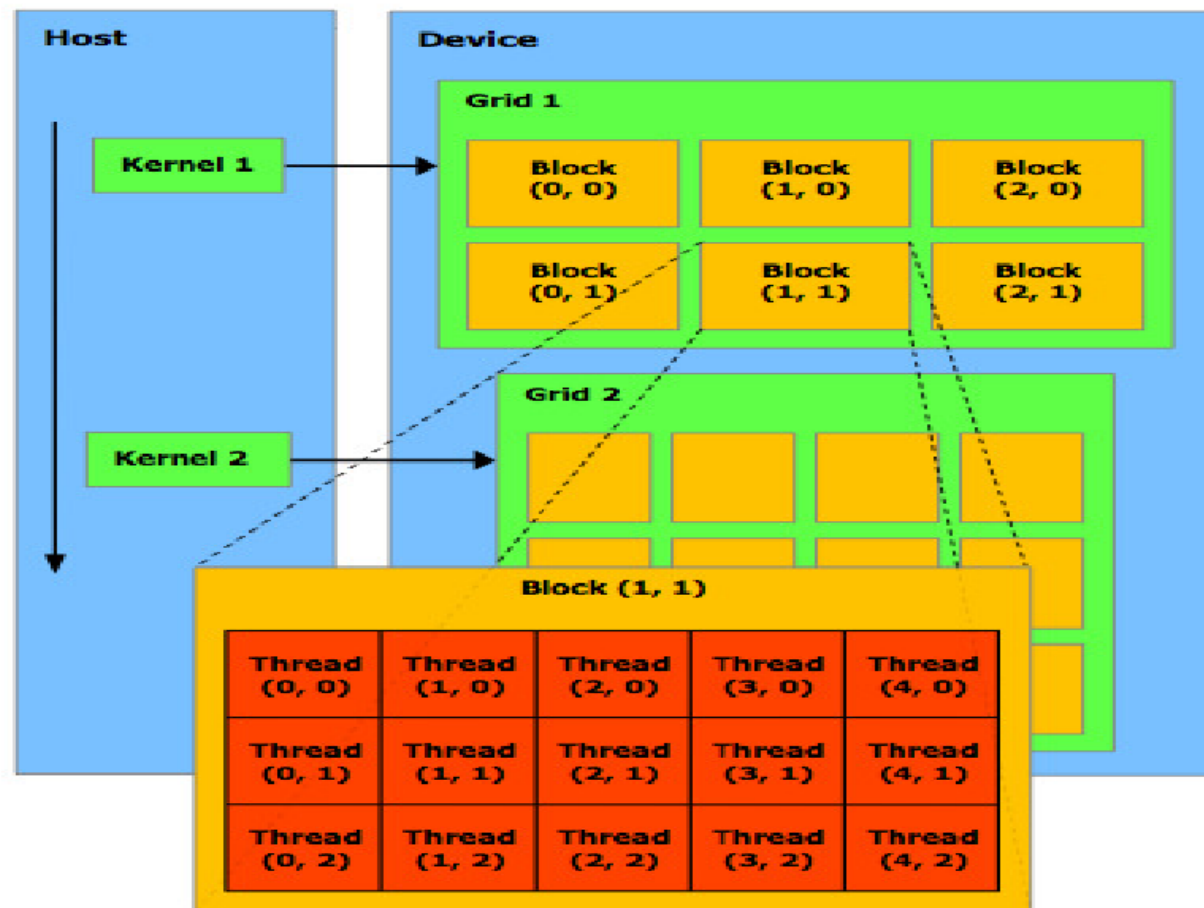 Host
Device
Grid 1
Kernel 1
Block
(0, 0)
Block
(1, 0)
Block
(2, 0)
Block
(0, 1)
Block
(1, 1)
Block
(2, 1)
Grid 2
Kernel 2
Block (1, 1)
Thread
(0, 0)
Thread
(1, 0)
Thread
(2, 0)
Thread
(3, 0)
Thread
(4, 0)
Thread
(0, 1)
Thread
(1, 1)
Thread
(2, 1)
Thread
(3, 1)
Thread
(4, 1)
Thread
(0, 2)
Thread
(1, 2)
Thread
(2, 2)
Thread
(3, 2)
Thread
(4, 2)